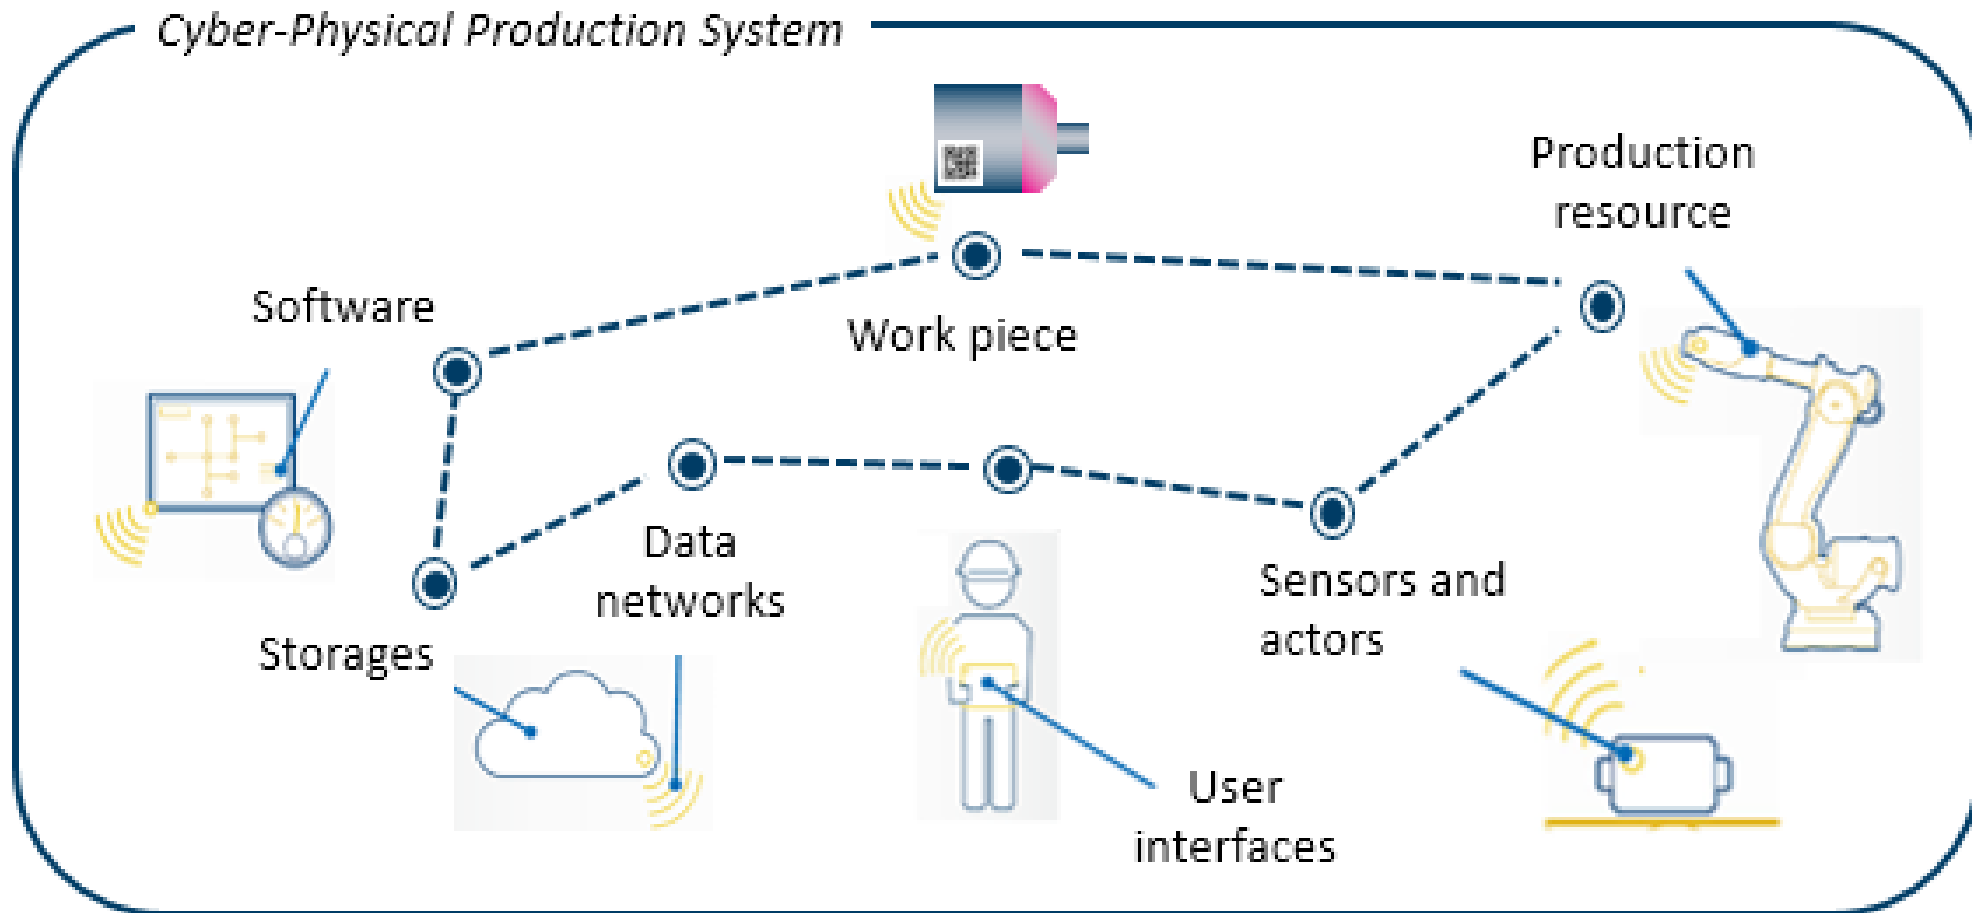 Cyber-Physical Production System
Production
resource
Software
Work piece
Data
networks
Sensors and
actors
Storages
User
interfaces